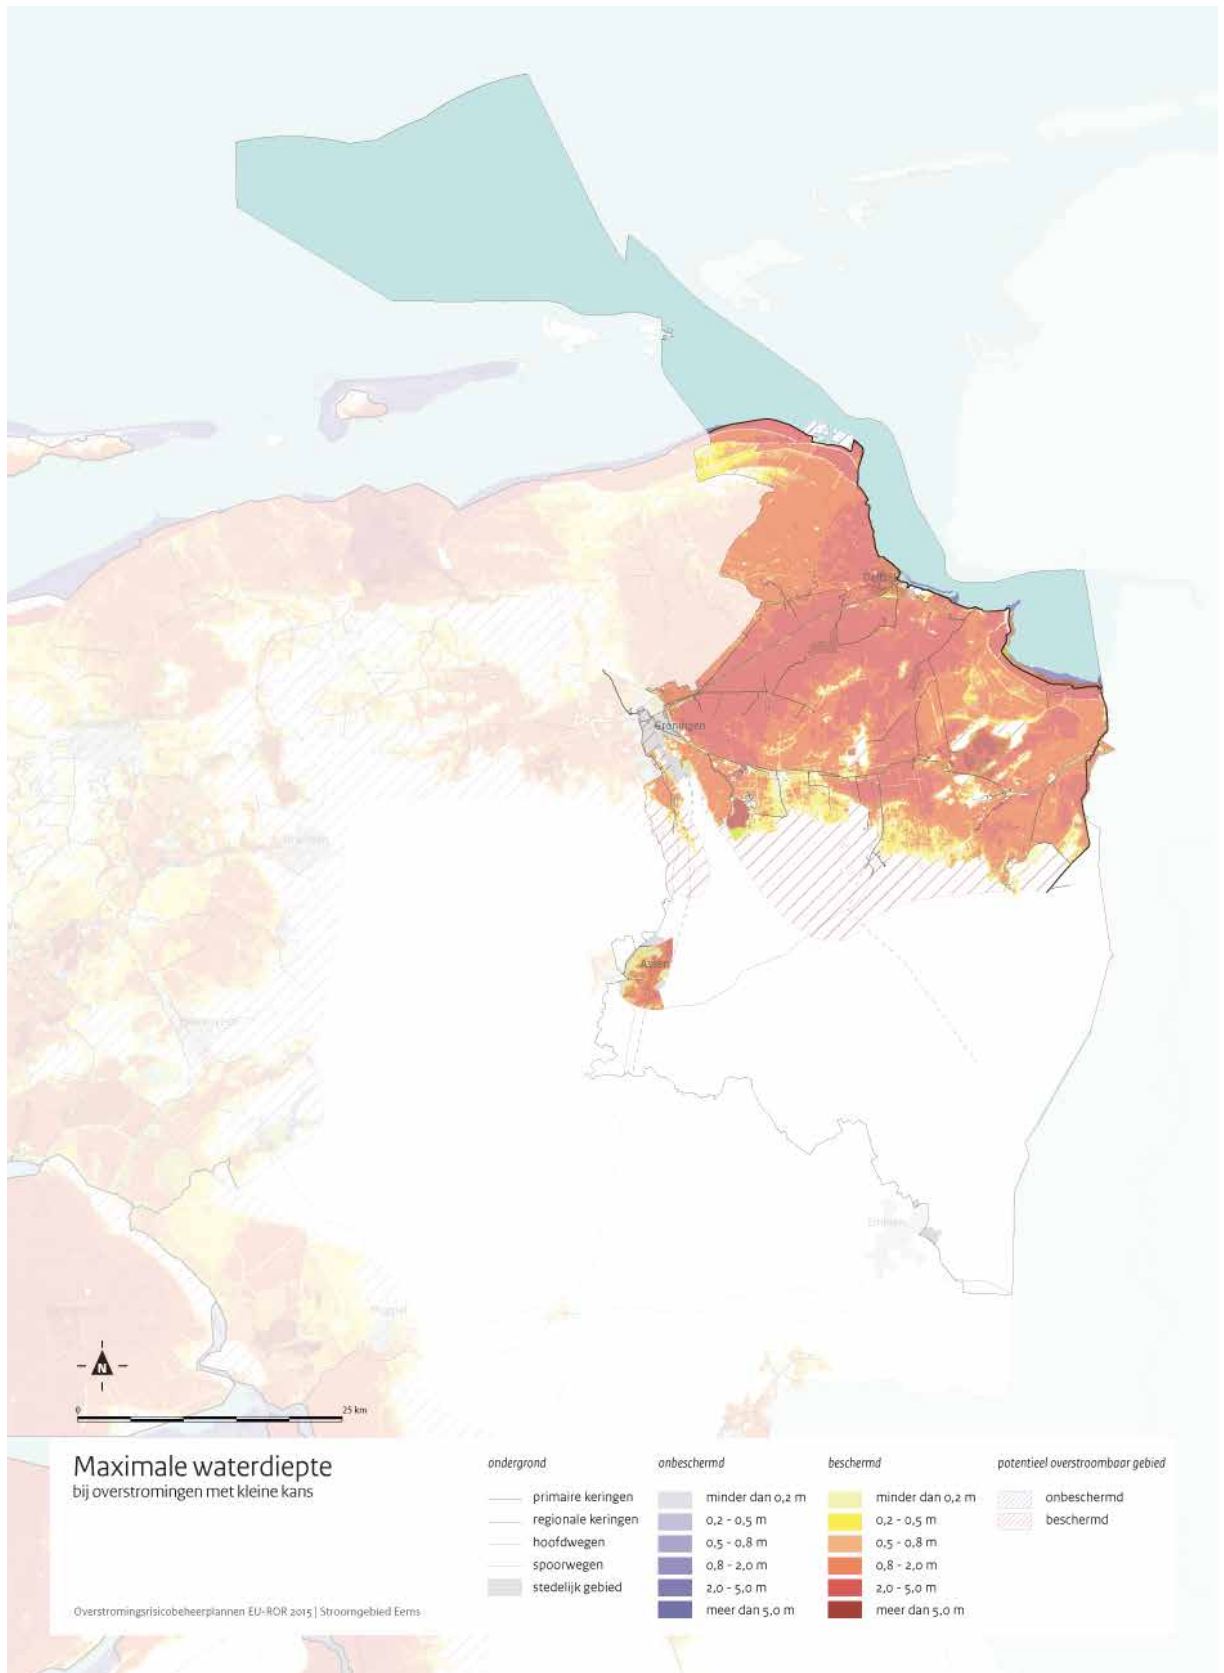 Delfzijl
Groningen
Assen
Emmen
Meppel
N
0
25 km
Maximale waterdiepte
bij overstromingen met kleine kans
Overstromingsrisicobeheerplannen EU-ROR 2015 | Stroomgebied Eems
ondergrond
primaire keringen
regionale keringen
hoofdwegen
spoorwegen
stedelijk gebied
onbeschermd
minder dan 0,2 m
0,2 - 0,5 m
0,5 - 0,8 m
0,8 - 2,0 m
2,0 - 5,0 m
meer dan 5,0 m
beschermd
minder dan 0,2 m
0,2 - 0,5 m
0,5 - 0,8 m
0,8 - 2,0 m
2,0 - 5,0 m
meer dan 5,0 m
potentieel overstroombaar gebied
onbeschermd
beschermd